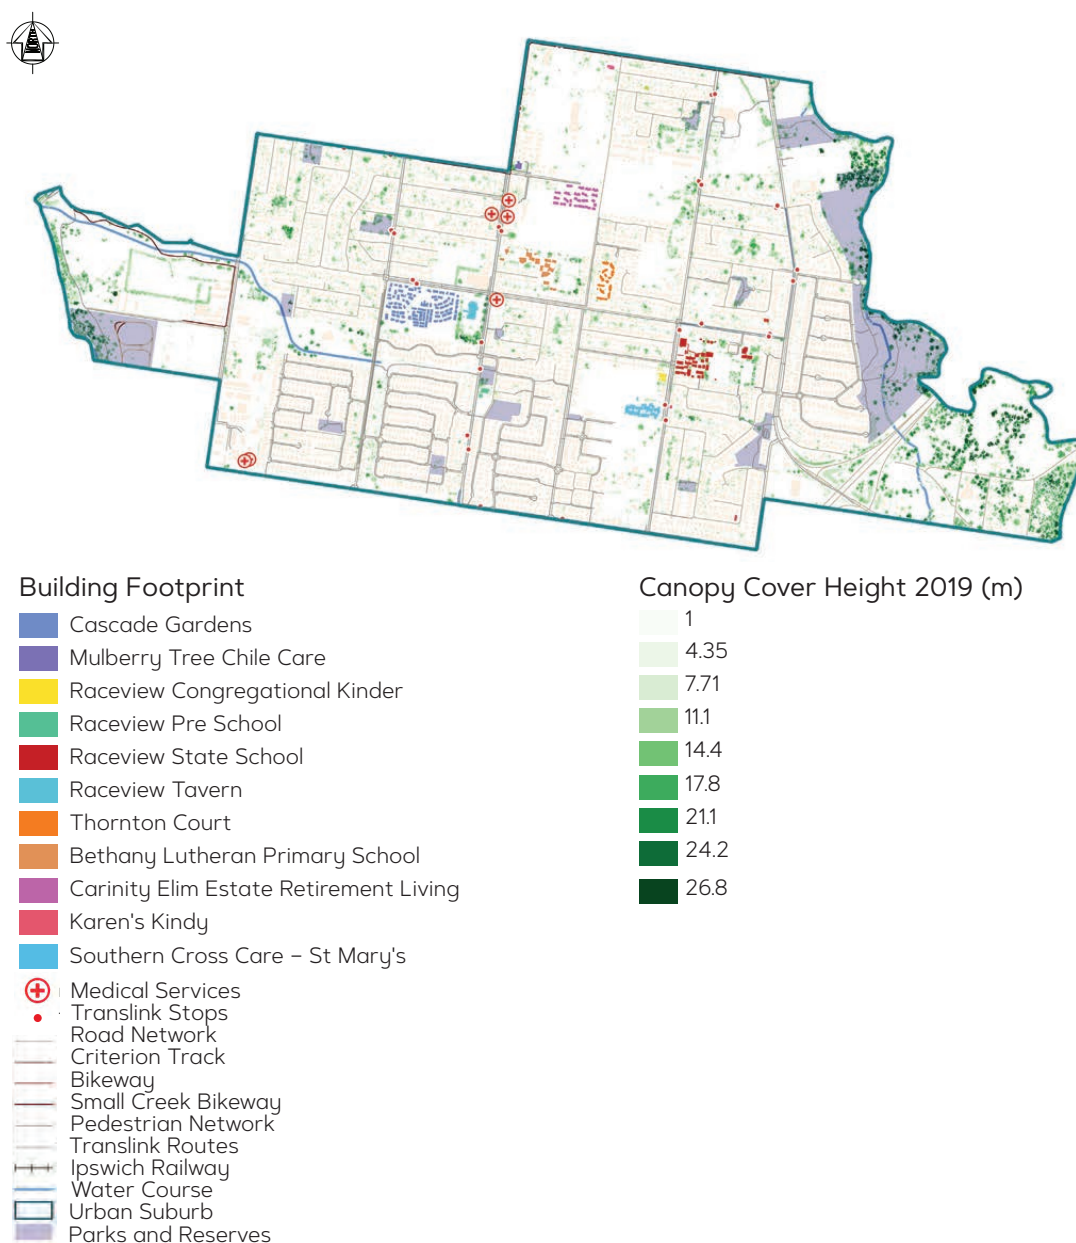 Building Footprint
Cascade Gardens
Mulberry Tree Chile Care
Raceview Congregational Kinder
Raceview Pre School
Raceview State School
Raceview Tavern
Thornton Court
Bethany Lutheran Primary School
Carinity Elim Estate Retirement Living
Karen's Kindy
Southern Cross Care – St Mary's
Medical Services
Translink Stops
Road Network
Criterion Track
Bikeway
Small Creek Bikeway
Pedestrian Network
Translink Routes
Ipswich Railway
Water Course
Urban Suburb
Parks and Reserves
Canopy Cover Height 2019 (m)
1
4.35
7.71
11.1
14.4
17.8
21.1
24.2
26.8